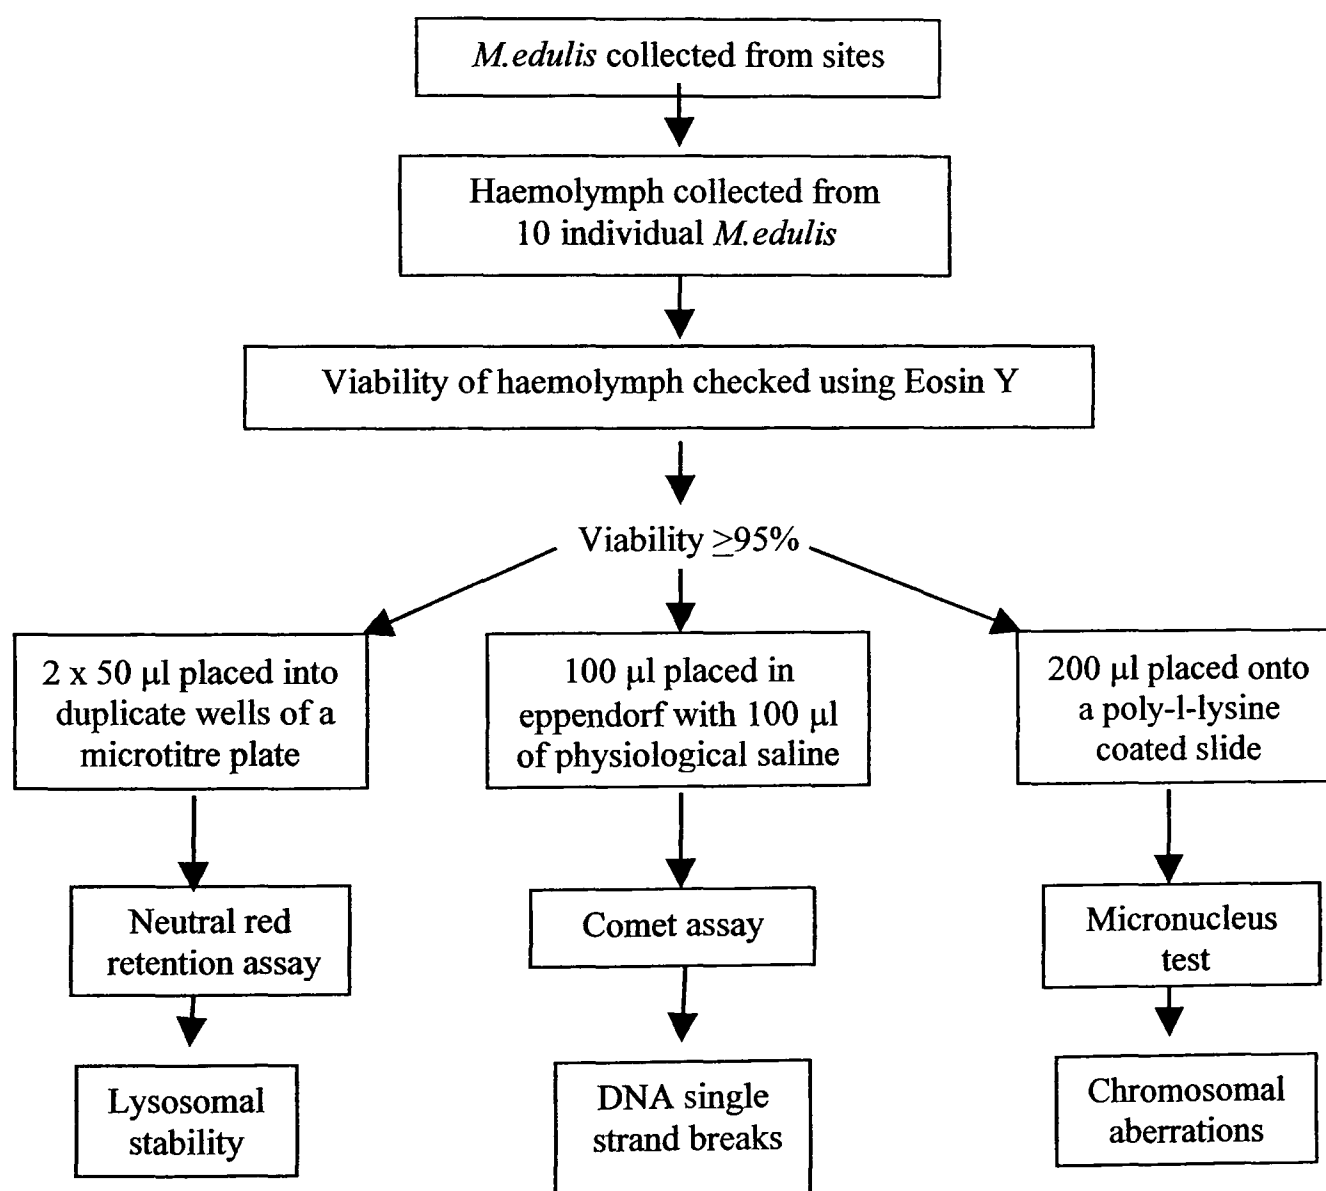 M.edulis collected from sites
Haemolymph collected from
10 individual M.edulis
Viability of haemolymph checked using Eosin Y
Viability ≥95%
2 x 50 µl placed into
duplicate wells of a
microtitre plate
100 µl placed in
eppendorf with 100 µl
of physiological saline
200 µl placed onto
a poly-l-lysine
coated slide
Neutral red
retention assay
Comet assay
Micronucleus
test
Lysosomal
stability
DNA single
strand breaks
Chromosomal
aberrations